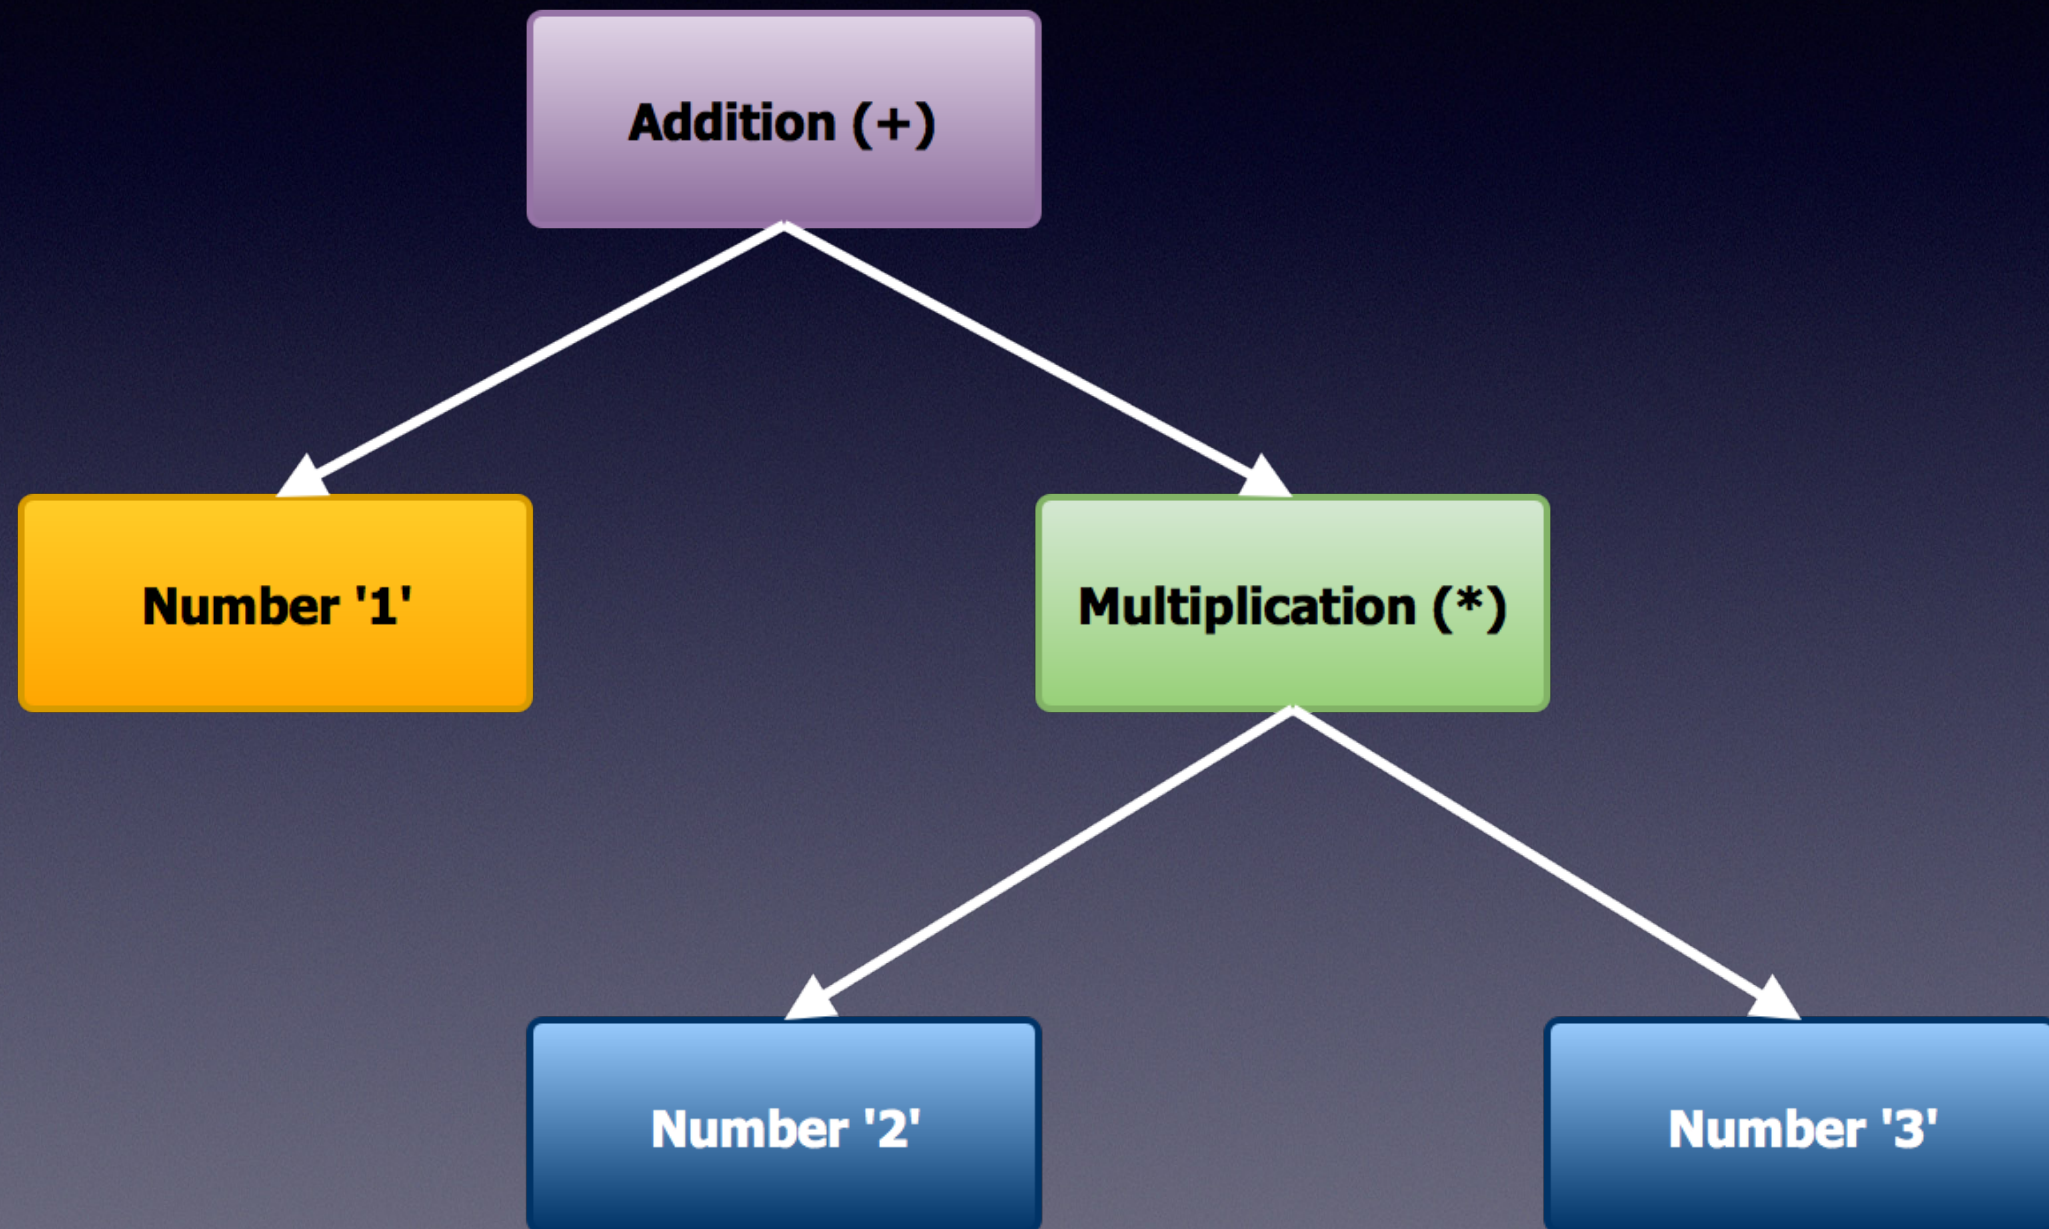 Addition (+)
Number '1'
Multiplication (*)
Number '2'
Number '3'